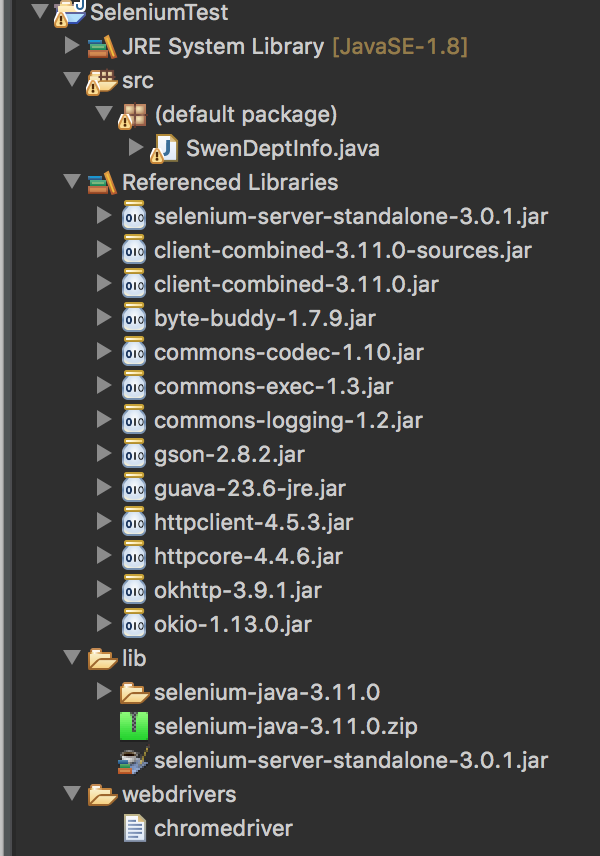 SeleniumTest
JRE System Library [JavaSE-1.8]
src
(default package)
SwenDeptInfo.java
Referenced Libraries
selenium-server-standalone-3.0.1.jar
client-combined-3.11.0-sources.jar
client-combined-3.11.0.jar
byte-buddy-1.7.9.jar
commons-codec-1.10.jar
commons-exec-1.3.jar
commons-logging-1.2.jar
gson-2.8.2.jar
guava-23.6-jre.jar
httpclient-4.5.3.jar
httpcore-4.4.6.jar
okhttp-3.9.1.jar
okio-1.13.0.jar
lib
selenium-java-3.11.0
selenium-java-3.11.0.zip
selenium-server-standalone-3.0.1.jar
webdrivers
chromedriver